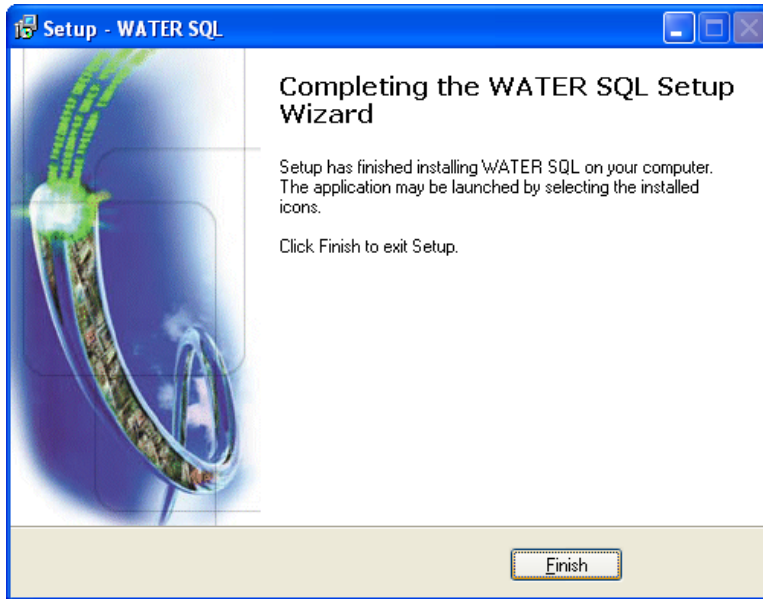 Setup - WATER SQL
Completing the WATER SQL Setup
Wizard
Setup has finished installing WATER SQL on your computer.
The application may be launched by selecting the installed
icons.
Click Finish to exit Setup.
Finish